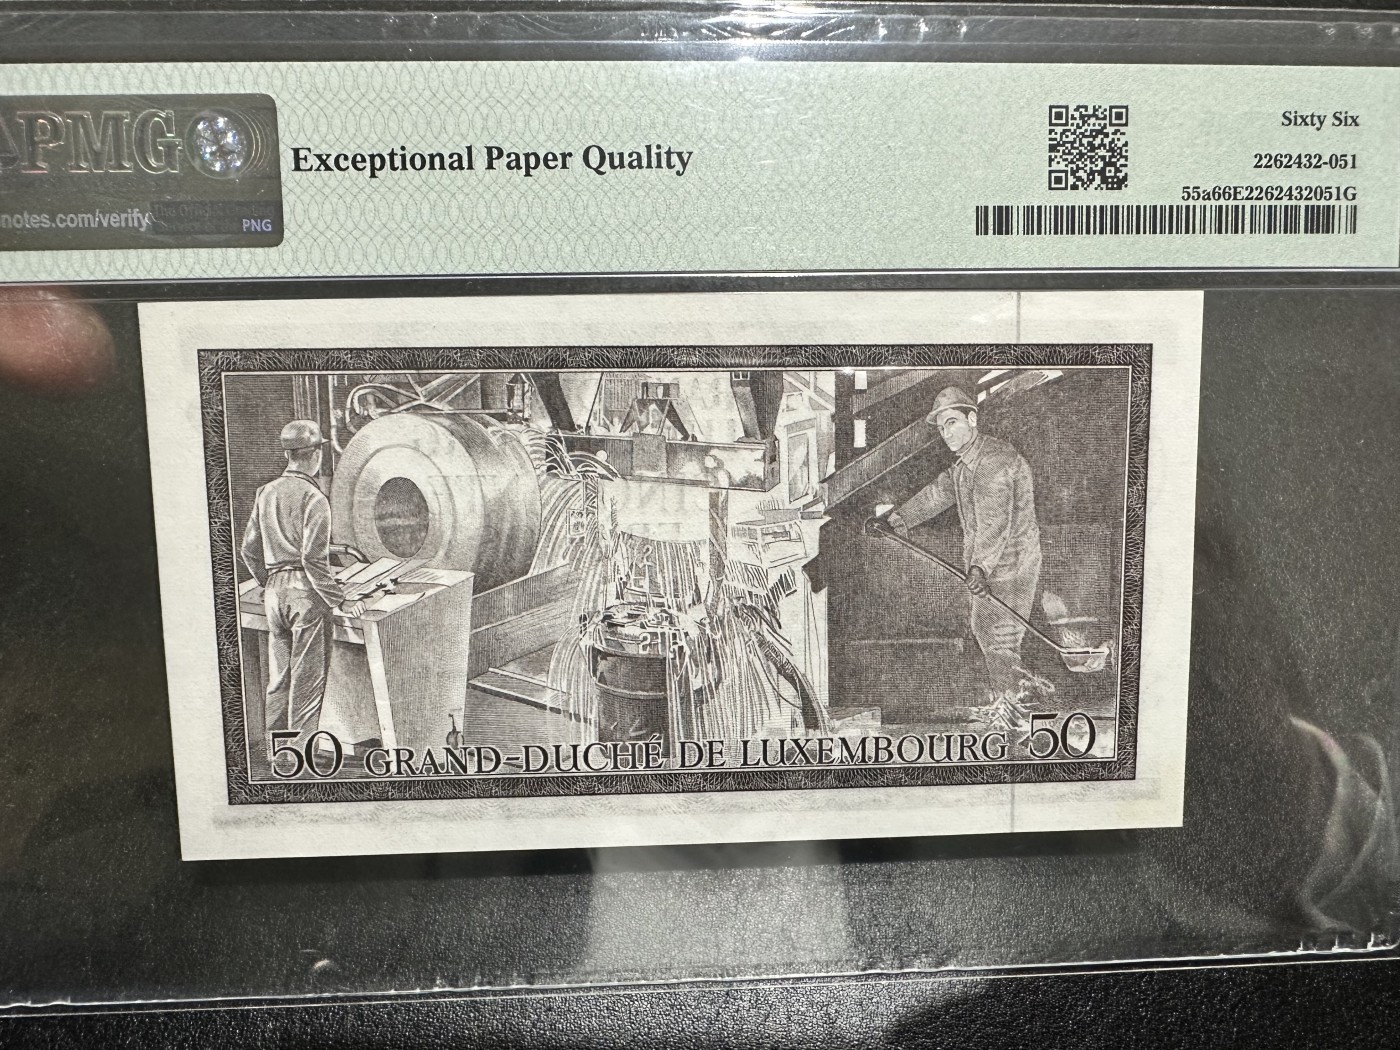 PMG
Exceptional Paper Quality
Sixty Six
2262432-051
55a66E2262432051G
notes.com/verify
PNG
50 GRAND-DUCHÉ DE LUXEMBOURG 50